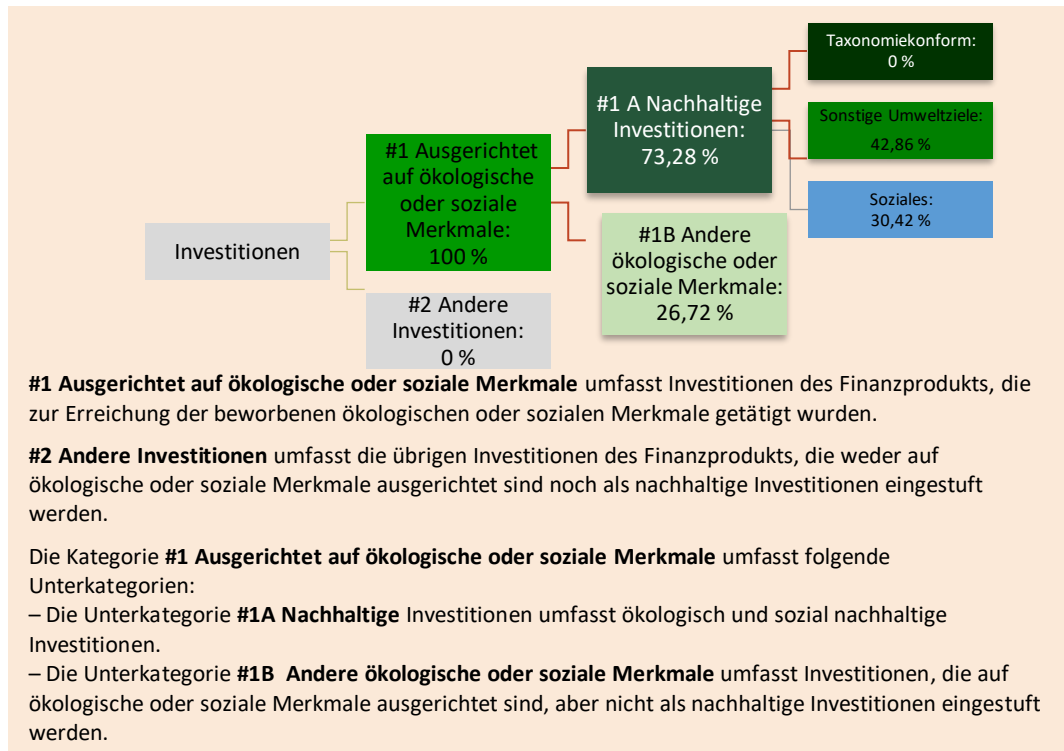 Investitionen
#1 Ausgerichtet
auf ökologische
oder soziale
Merkmale:
100 %
#2 Andere
Investitionen:
0 %
#1 A Nachhaltige
Investitionen:
73,28 %
#1B Andere
ökologische oder
soziale Merkmale:
26,72 %
Taxonomiekonform:
0 %
Sonstige Umweltziele:
42,86 %
Soziales:
30,42 %
#1 Ausgerichtet auf ökologische oder soziale Merkmale umfasst Investitionen des Finanzprodukts, die
zur Erreichung der beworbenen ökologischen oder sozialen Merkmale getätigt wurden.
#2 Andere Investitionen umfasst die übrigen Investitionen des Finanzprodukts, die weder auf
ökologische oder soziale Merkmale ausgerichtet sind noch als nachhaltige Investitionen eingestuft
werden.
Die Kategorie #1 Ausgerichtet auf ökologische oder soziale Merkmale umfasst folgende
Unterkategorien:
– Die Unterkategorie #1A Nachhaltige Investitionen umfasst ökologisch und sozial nachhaltige
Investitionen.
– Die Unterkategorie #1B Andere ökologische oder soziale Merkmale umfasst Investitionen, die auf
ökologische oder soziale Merkmale ausgerichtet sind, aber nicht als nachhaltige Investitionen eingestuft
werden.